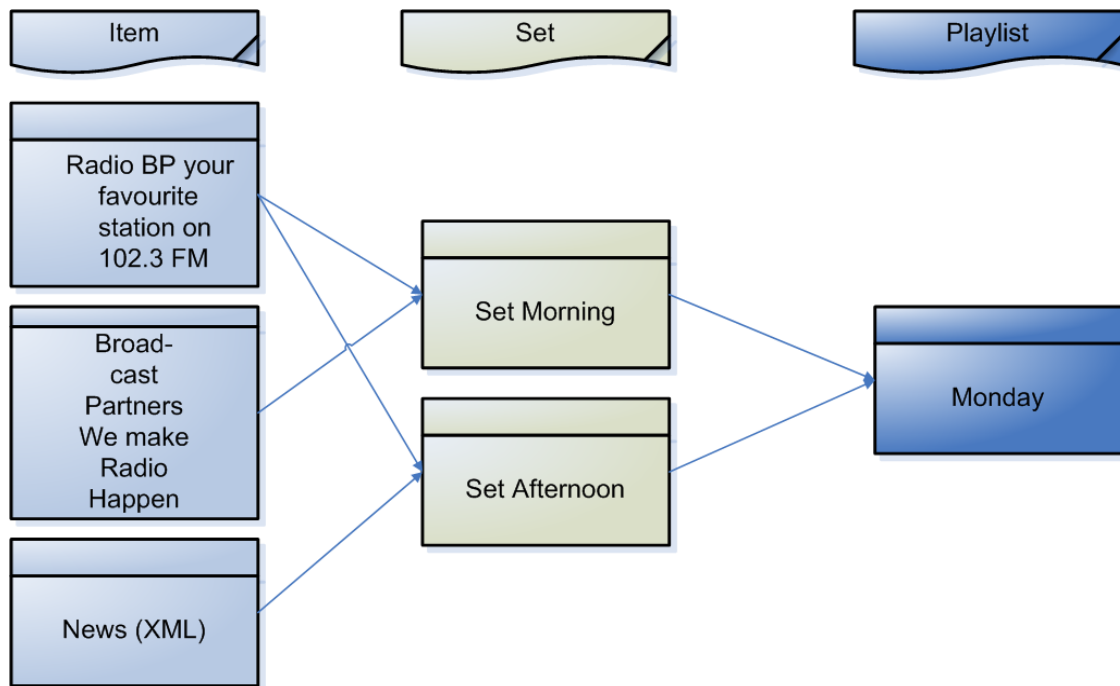 Item
Set
Playlist
Radio BP your
favourite
station on
102.3 FM
Broad-
cast
Partners
We make
Radio
Happen
News (XML)
Set Morning
Set Afternoon
Monday